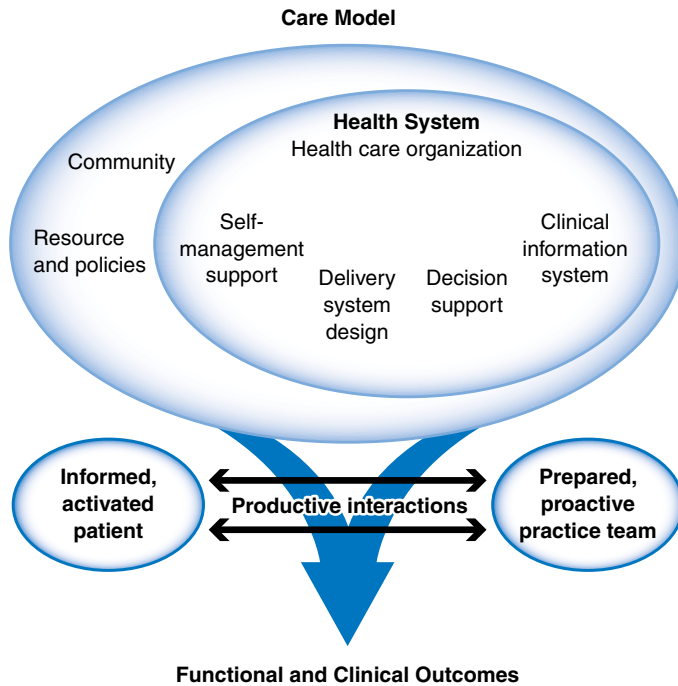 Care Model
Health System
Health care organization
Community
Resource
and policies
Self-
management
support
Delivery
system
design
Decision
support
Clinical
information
system
Informed,
activated
patient
Productive interactions
Prepared,
proactive
practice team
Functional and Clinical Outcomes